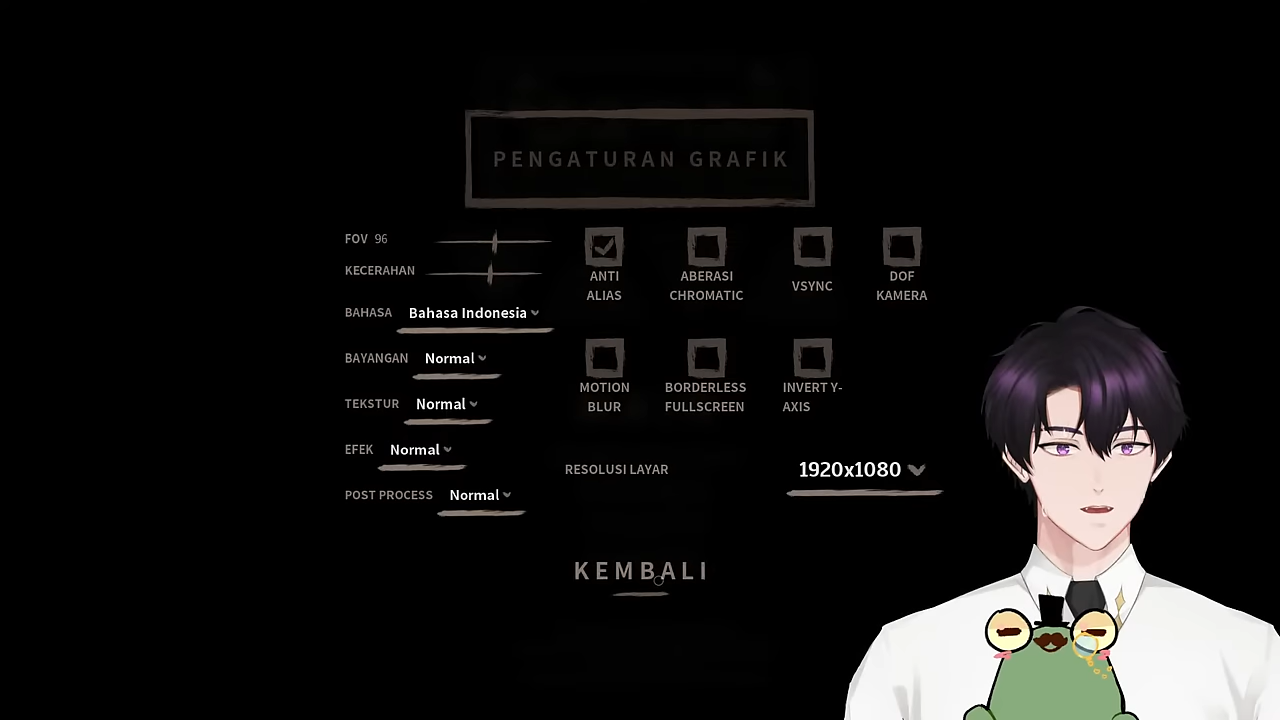 PENGATURAN GRAFIK
FOV 96
KECERAHAN
BAHASA Bahasa Indonesia
BAYANGAN Normal
TEKSTUR Normal
EFEK Normal
POST PROCESS Normal
ANTI
ALIAS
ABERASI
CHROMATIC
VSYNC
DOF
KAMERA
MOTION
BLUR
BORDERLESS
FULLSCREEN
INVERT Y-
AXIS
RESOLUSI LAYAR 1920x1080
KEMBALI